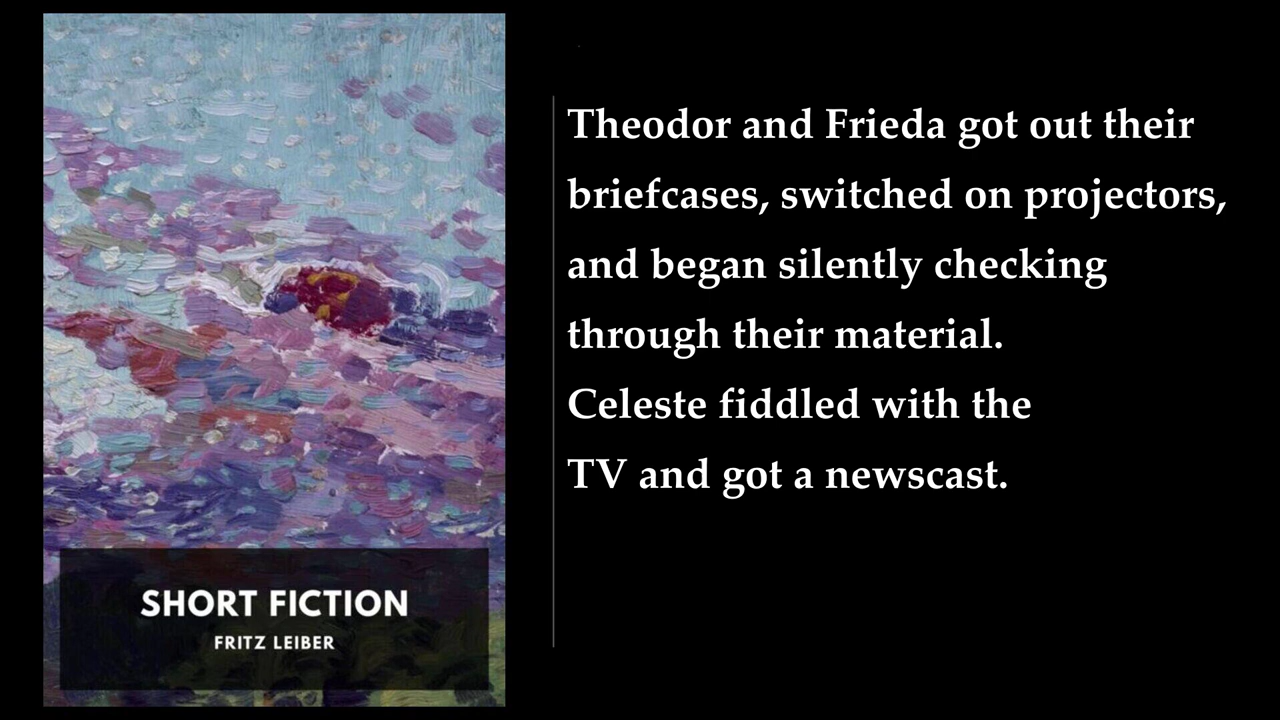 SHORT FICTION
FRITZ LEIBER
Theodor and Frieda got out their
briefcases, switched on projectors,
and began silently checking
through their material.
Celeste fiddled with the
TV and got a newscast.